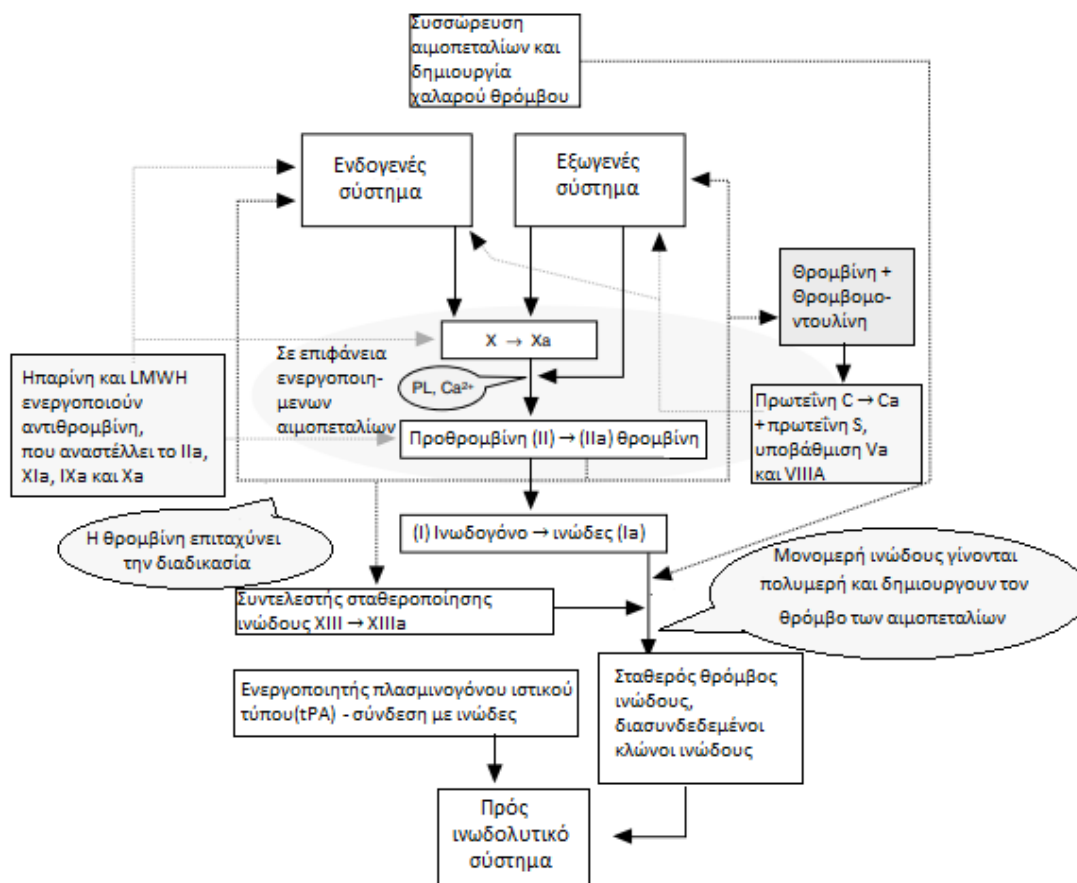 Συσσώρευση
αιμοπεταλίων και
δημιουργία
χαλαρού θρόμβου
Ενδογενές
σύστημα
Εξωγενές
σύστημα
Θρομβίνη +
Θρομβομο-
ντουλίνη
X → Xa
Σε επιφάνεια
ενεργοποιη-
μενων
αιμοπεταλίων
PL, Ca²⁺
Ηπαρίνη και LMWH
ενεργοποιούν
αντιθρομβίνη,
που αναστέλλει το IIa,
XIa, IXa και Xa
Πρωτεΐνη C → Ca
+ πρωτεΐνη S,
υποβάθμιση Va
και VIIIA
Προθρομβίνη (II) → (IIa) θρομβίνη
(I) Ινωδογόνο → ινώδες (Ia)
Η θρομβίνη επιταχύνει
την διαδικασία
Μονομερή ινώδους γίνονται
πολυμερή και δημιουργουν τον
θρόμβο των αιμοπεταλίων
Συντελεστής σταθεροποίησης
ινώδους XIII → XIIIa
Ενεργοποιητής πλασμινογόνου ιστικού
τύπου(tPA) - σύνδεση με ινώδες
Σταθερός θρόμβος
ινώδους,
διασυνδεδεμένοι
κλώνοι ινώδους
Πρός
ινωδολυτικό
σύστημα